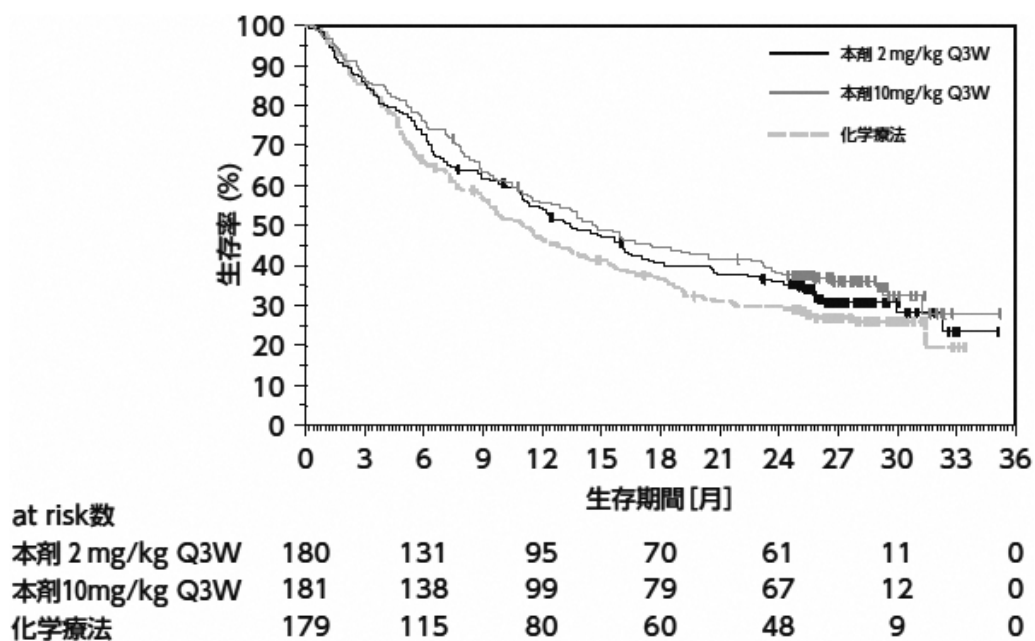 100
90
80
70
60
50
40
30
20
10
0
生存率 (%)
本剤 2 mg/kg Q3W
本剤10mg/kg Q3W
化学療法
0 3 6 9 12 15 18 21 24 27 30 33 36
生存期間 [月]
at risk数
本剤 2 mg/kg Q3W 180 131 95 70 61 11 0
本剤10mg/kg Q3W 181 138 99 79 67 12 0
化学療法 179 115 80 60 48 9 0